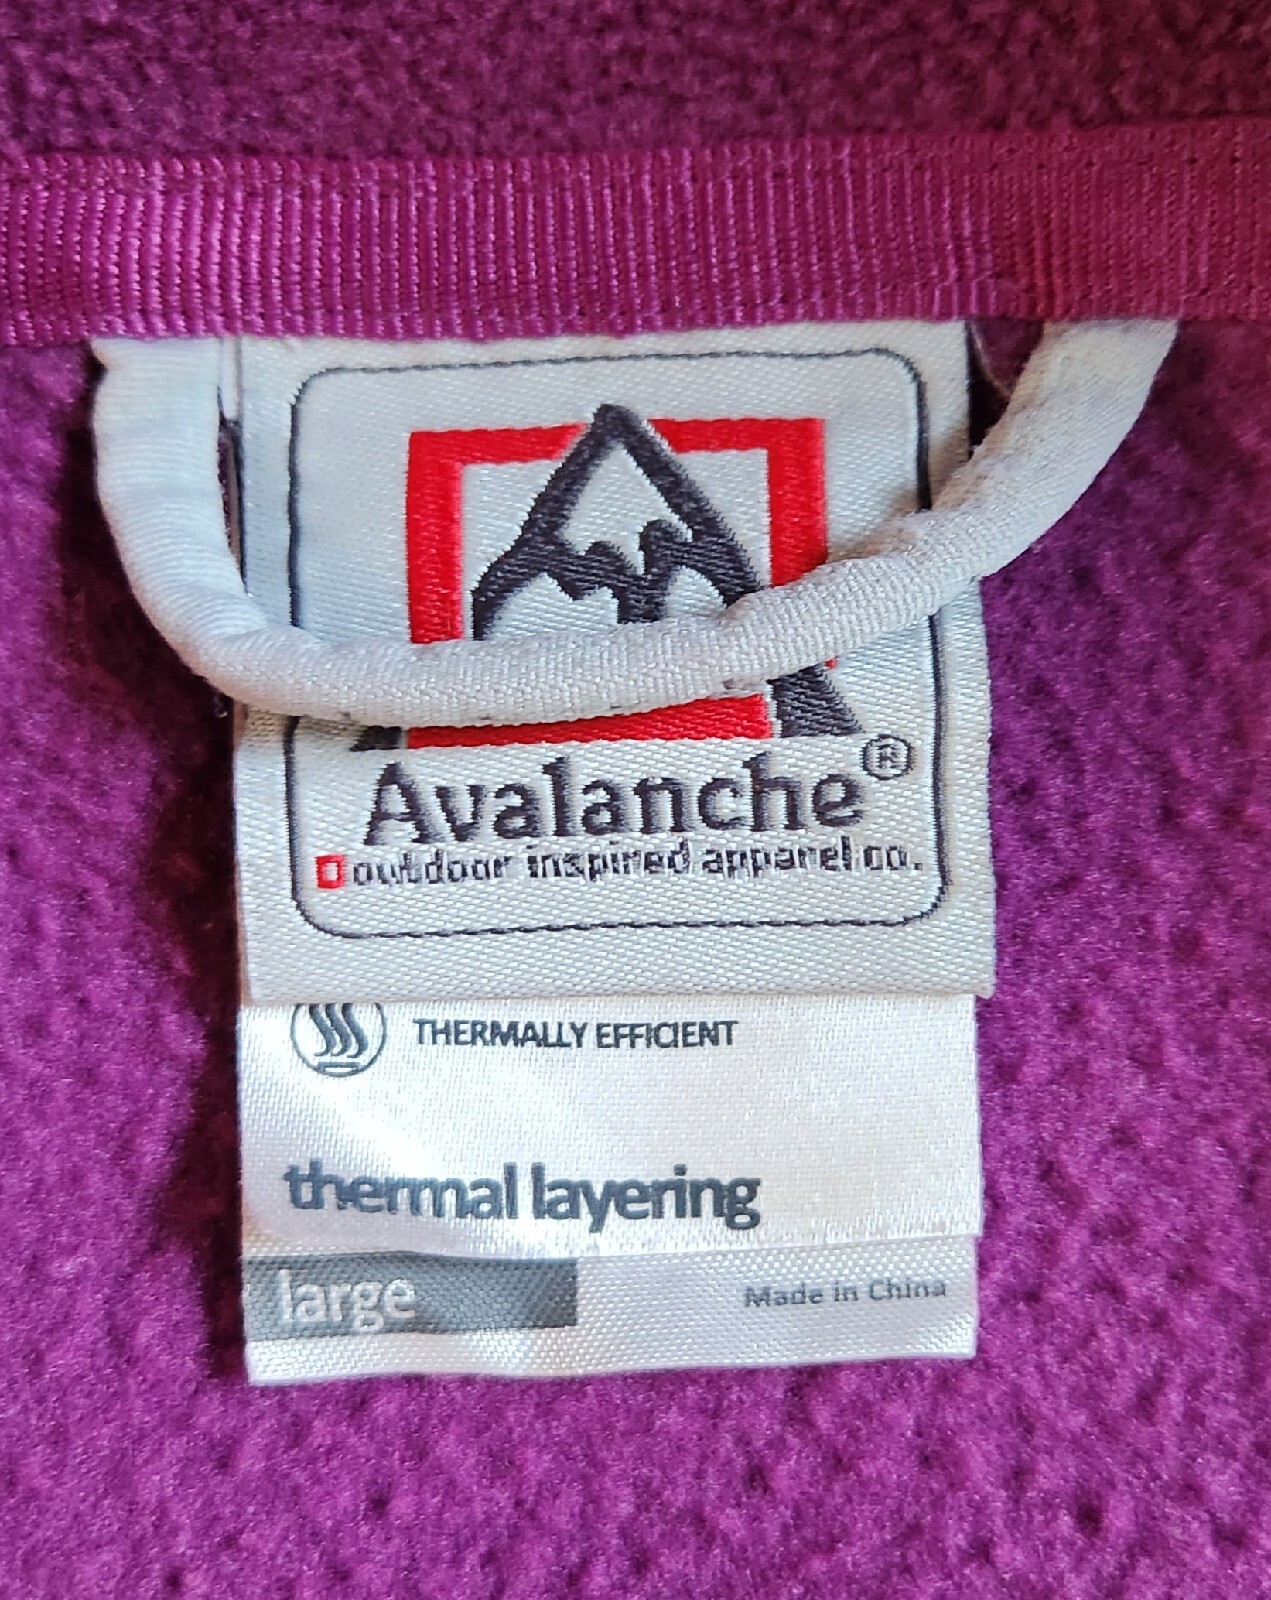 Avalanche®
outdoor inspired apparel co.
THERMALLY EFFICIENT
thermal layering
large
Made in China